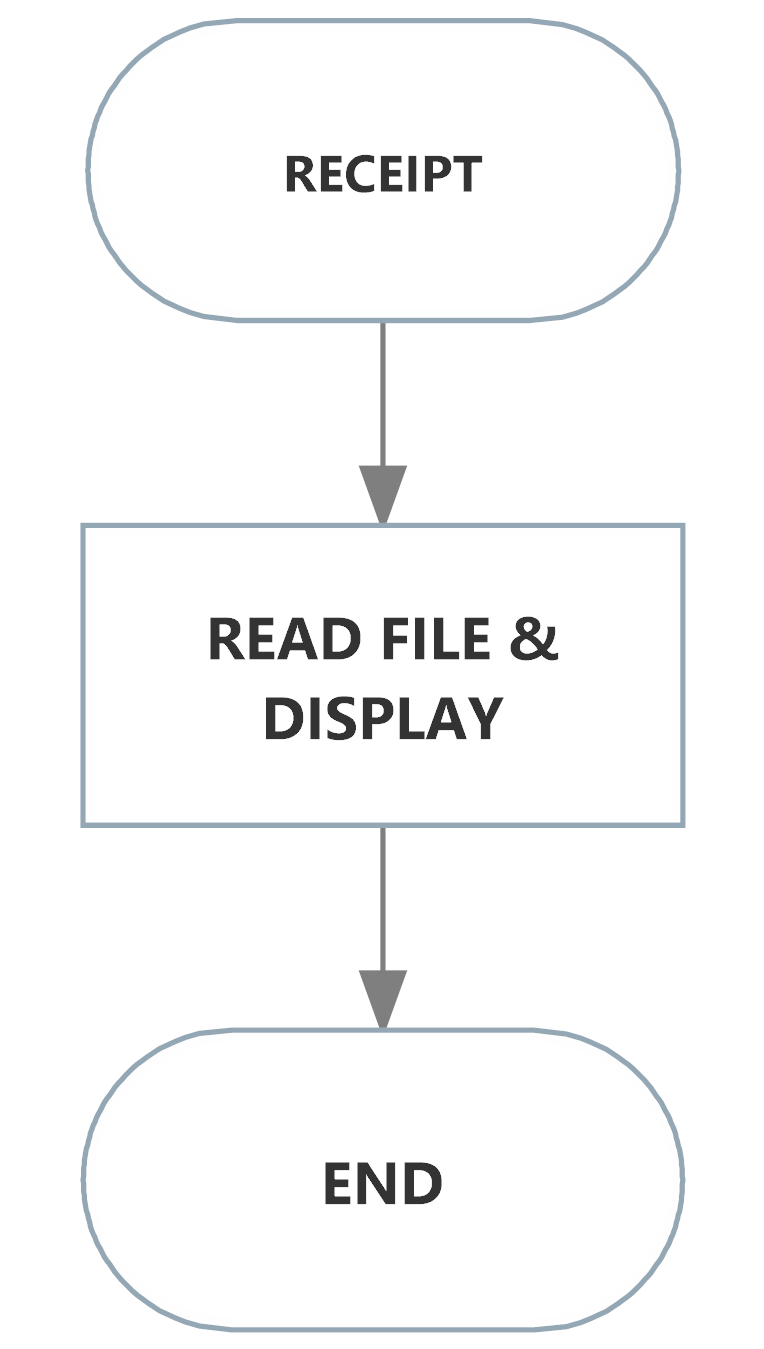 RECEIPT
READ FILE &
DISPLAY
END